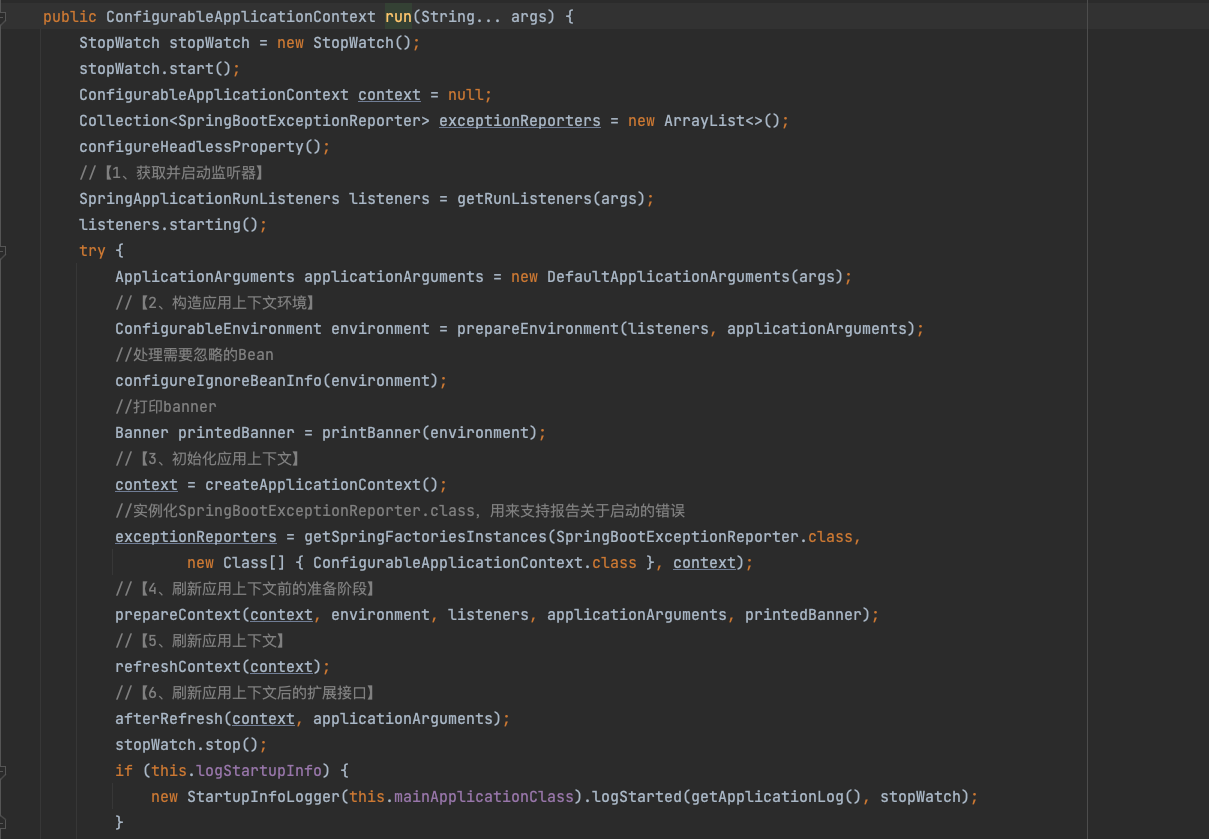 public ConfigurableApplicationContext run(String... args) {
StopWatch stopWatch = new StopWatch();
stopWatch.start();
ConfigurableApplicationContext context = null;
Collection<SpringBootExceptionReporter> exceptionReporters = new ArrayList<>();
configureHeadlessProperty();
//【1、获取并启动监听器】
SpringApplicationRunListeners listeners = getRunListeners(args);
listeners.starting();
try {
ApplicationArguments applicationArguments = new DefaultApplicationArguments(args);
//【2、构造应用上下文环境】
ConfigurableEnvironment environment = prepareEnvironment(listeners, applicationArguments);
//处理需要忽略的Bean
configureIgnoreBeanInfo(environment);
//打印banner
Banner printedBanner = printBanner(environment);
//【3、初始化应用上下文】
context = createApplicationContext();
//实例化SpringBootExceptionReporter.class，用来支持报告关于启动的错误
exceptionReporters = getSpringFactoriesInstances(SpringBootExceptionReporter.class,
new Class[] { ConfigurableApplicationContext.class }, context);
//【4、刷新应用上下文前的准备阶段】
prepareContext(context, environment, listeners, applicationArguments, printedBanner);
//【5、刷新应用上下文】
refreshContext(context);
//【6、刷新应用上下文后的扩展接口】
afterRefresh(context, applicationArguments);
stopWatch.stop();
if (this.logStartupInfo) {
new StartupInfoLogger(this.mainApplicationClass).logStarted(getApplicationLog(), stopWatch);
}